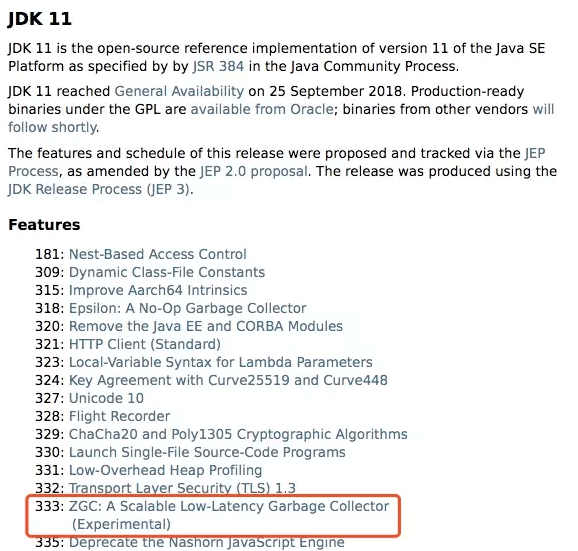 JDK 11
JDK 11 is the open-source reference implementation of version 11 of the Java SE
Platform as specified by by JSR 384 in the Java Community Process.
JDK 11 reached General Availability on 25 September 2018. Production-ready
binaries under the GPL are available from Oracle; binaries from other vendors will
follow shortly.
The features and schedule of this release were proposed and tracked via the JEP
Process, as amended by the JEP 2.0 proposal. The release was produced using the
JDK Release Process (JEP 3).
Features
181: Nest-Based Access Control
309: Dynamic Class-File Constants
315: Improve Aarch64 Intrinsics
318: Epsilon: A No-Op Garbage Collector
320: Remove the Java EE and CORBA Modules
321: HTTP Client (Standard)
323: Local-Variable Syntax for Lambda Parameters
324: Key Agreement with Curve25519 and Curve448
327: Unicode 10
328: Flight Recorder
329: ChaCha20 and Poly1305 Cryptographic Algorithms
330: Launch Single-File Source-Code Programs
331: Low-Overhead Heap Profiling
332: Transport Layer Security (TLS) 1.3
333: ZGC: A Scalable Low-Latency Garbage Collector
(Experimental)
335: Deprecate the Nashorn JavaScript Engine